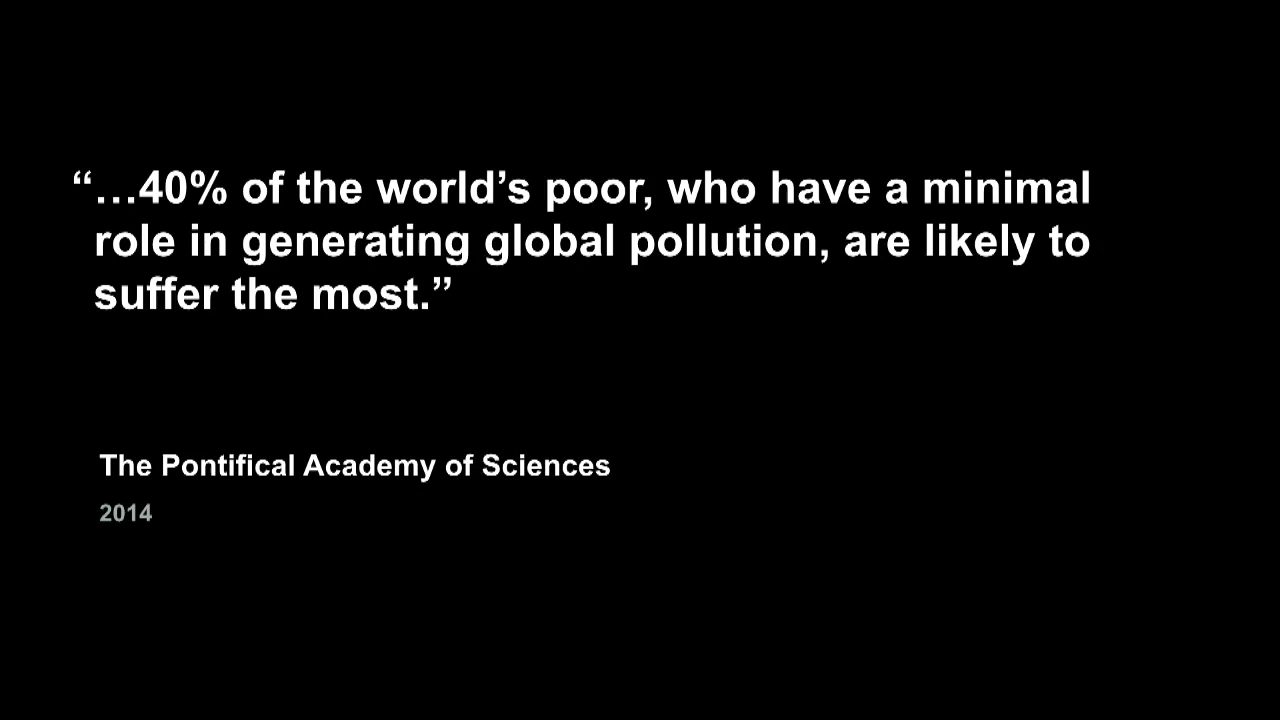 “…40% of the world’s poor, who have a minimal
role in generating global pollution, are likely to
suffer the most.”
The Pontifical Academy of Sciences
2014